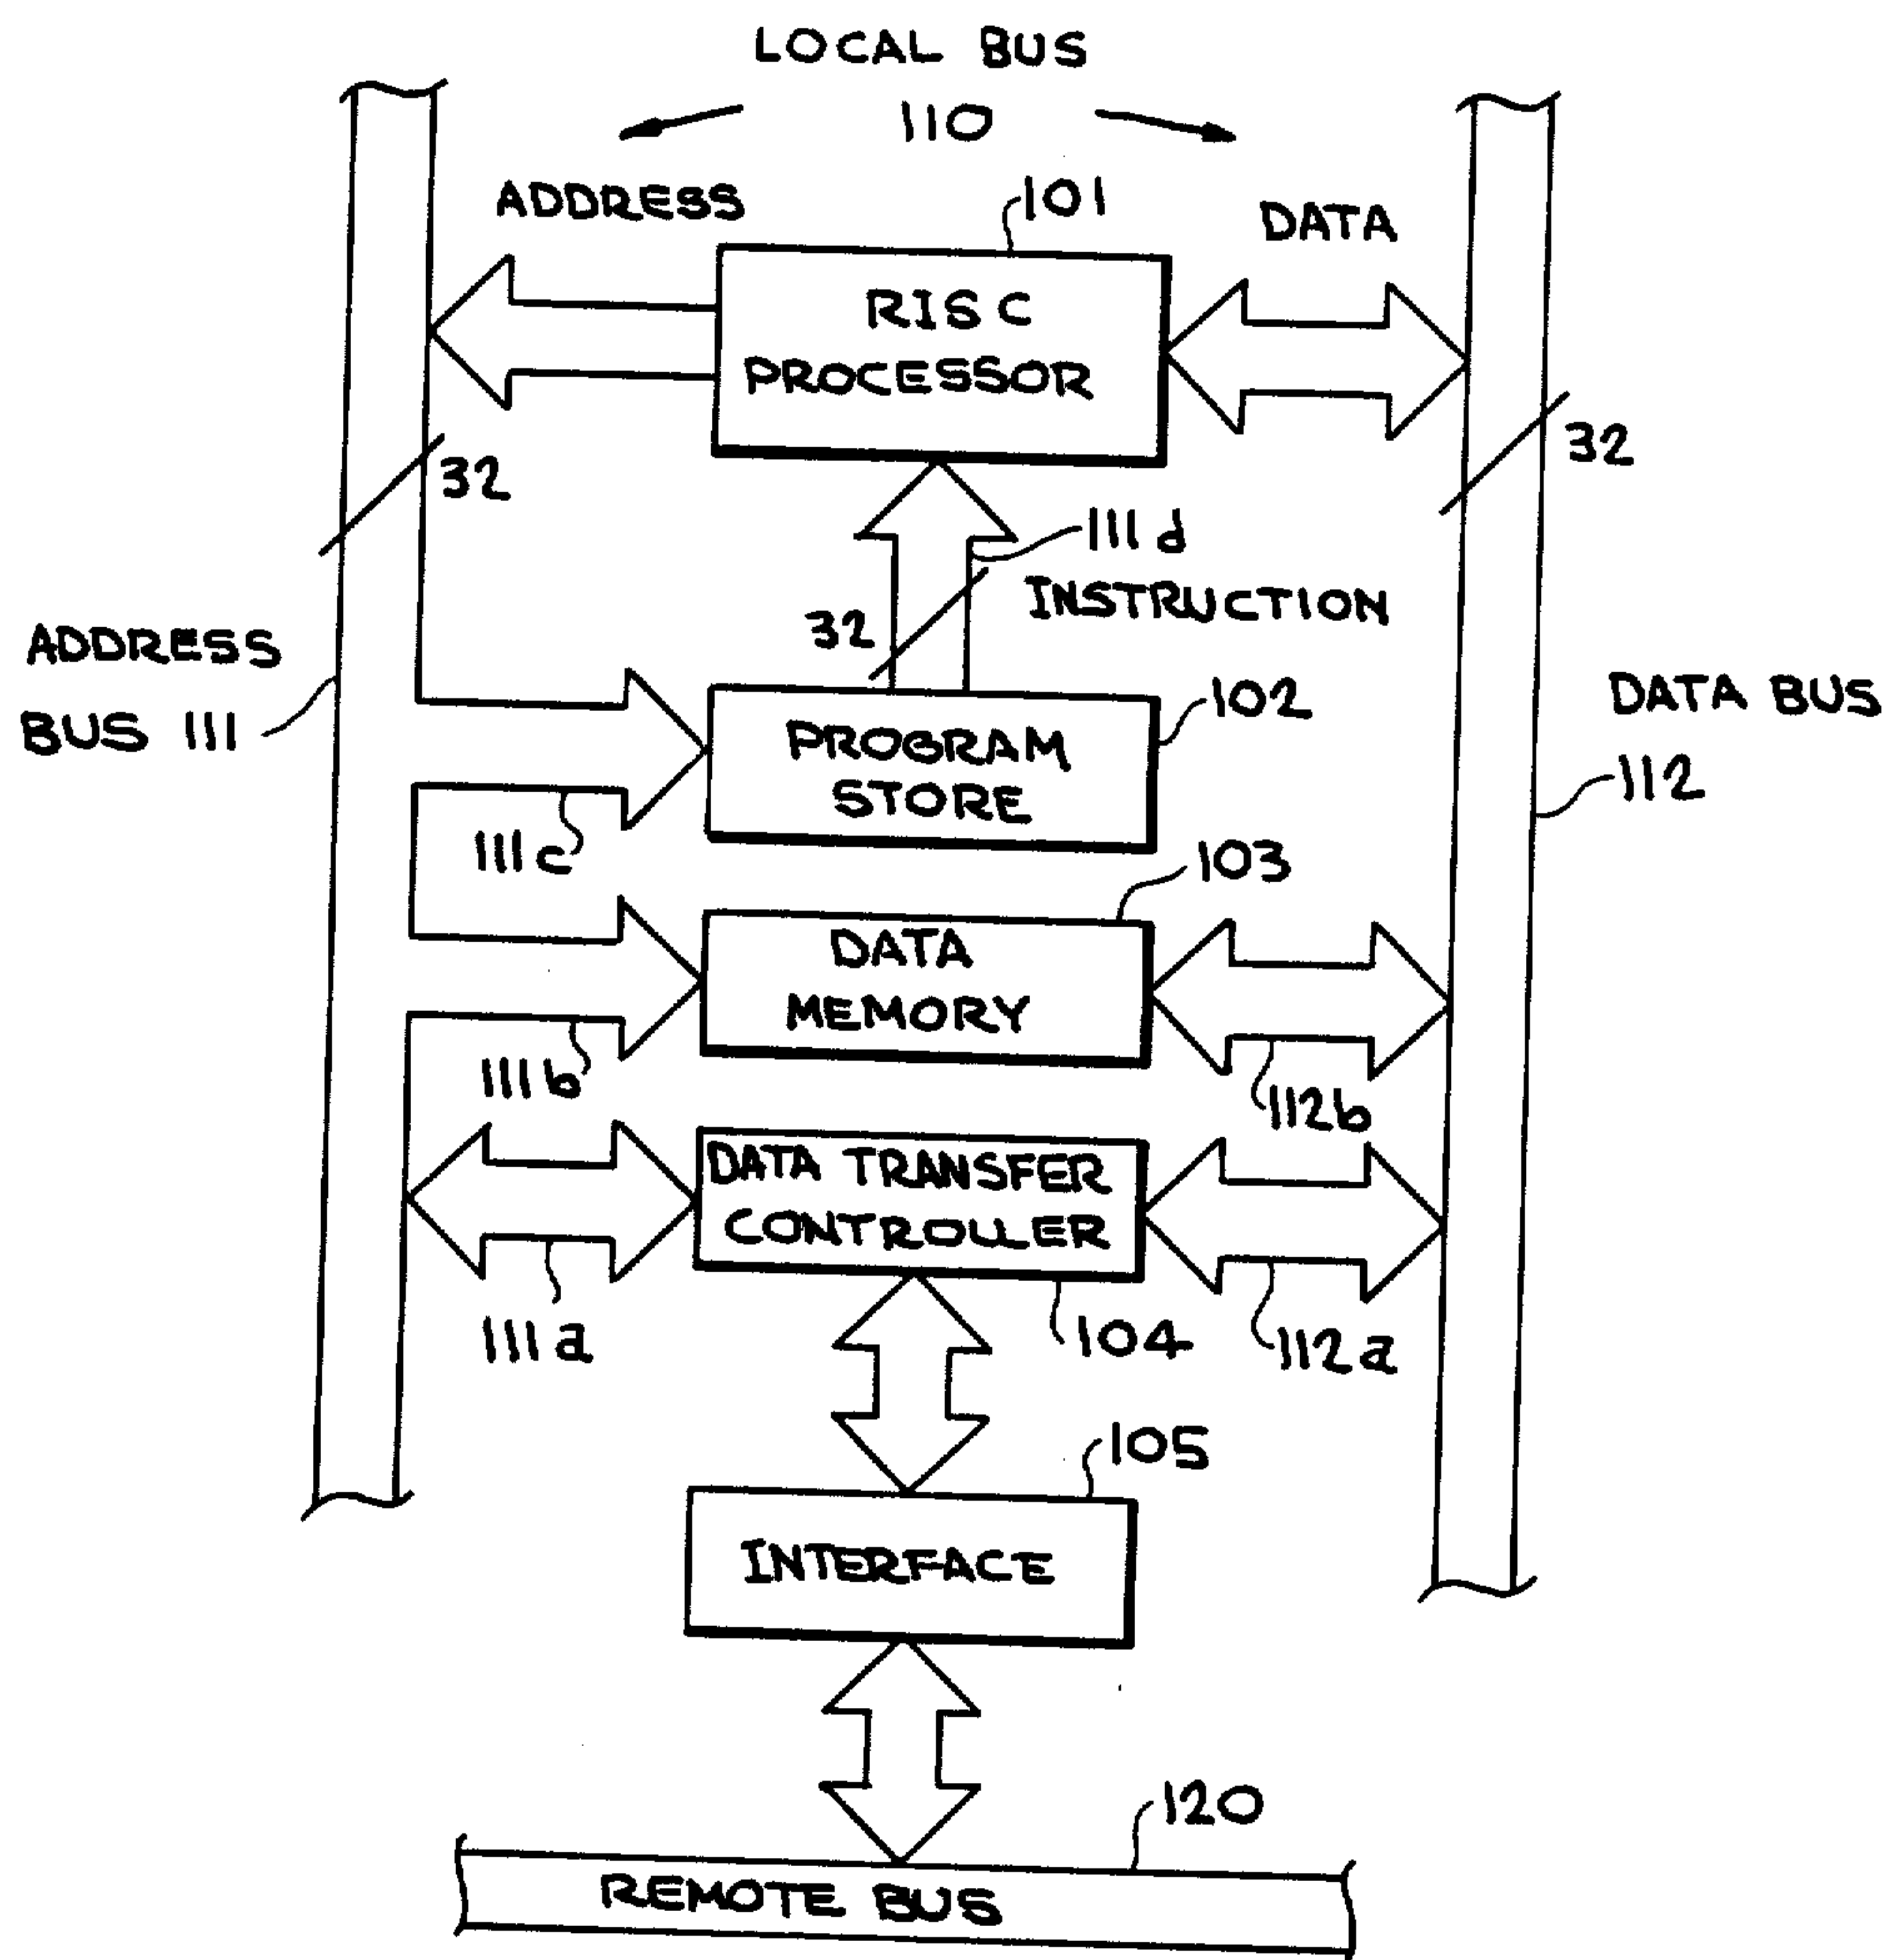 LOCAL BUS
110
ADDRESS
101
DATA
RISC
PROCESSOR
32
32
111d
INSTRUCTION
32
ADDRESS
BUS 111
102
DATA BUS
112
PROGRAM
STORE
111c
103
DATA
MEMORY
111b
112b
DATA TRANSFER
CONTROLLER
111a
104
112a
105
INTERFACE
120
REMOTE BUS